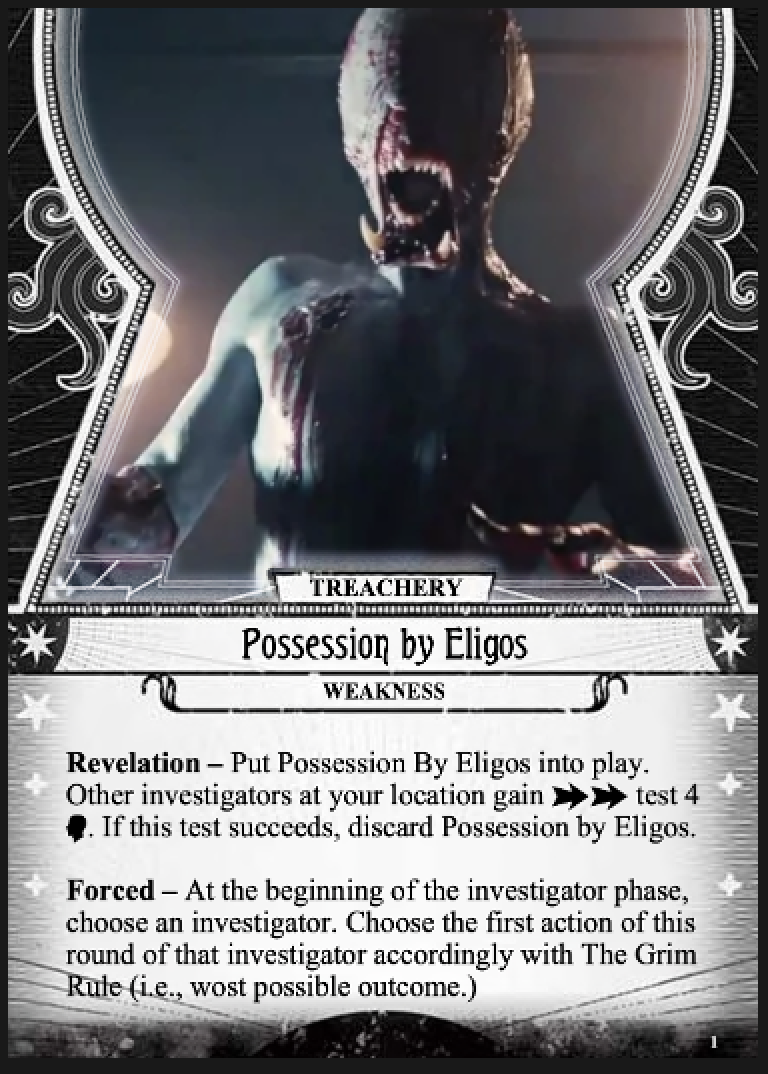 TREACHERY
Possession by Eligos
WEAKNESS
Revelation – Put Possession By Eligos into play.
Other investigators at your location gain test 4
. If this test succeeds, discard Possession by Eligos.
Forced – At the beginning of the investigator phase,
choose an investigator. Choose the first action of this
round of that investigator accordingly with The Grim
Rule (i.e., wost possible outcome.)
1